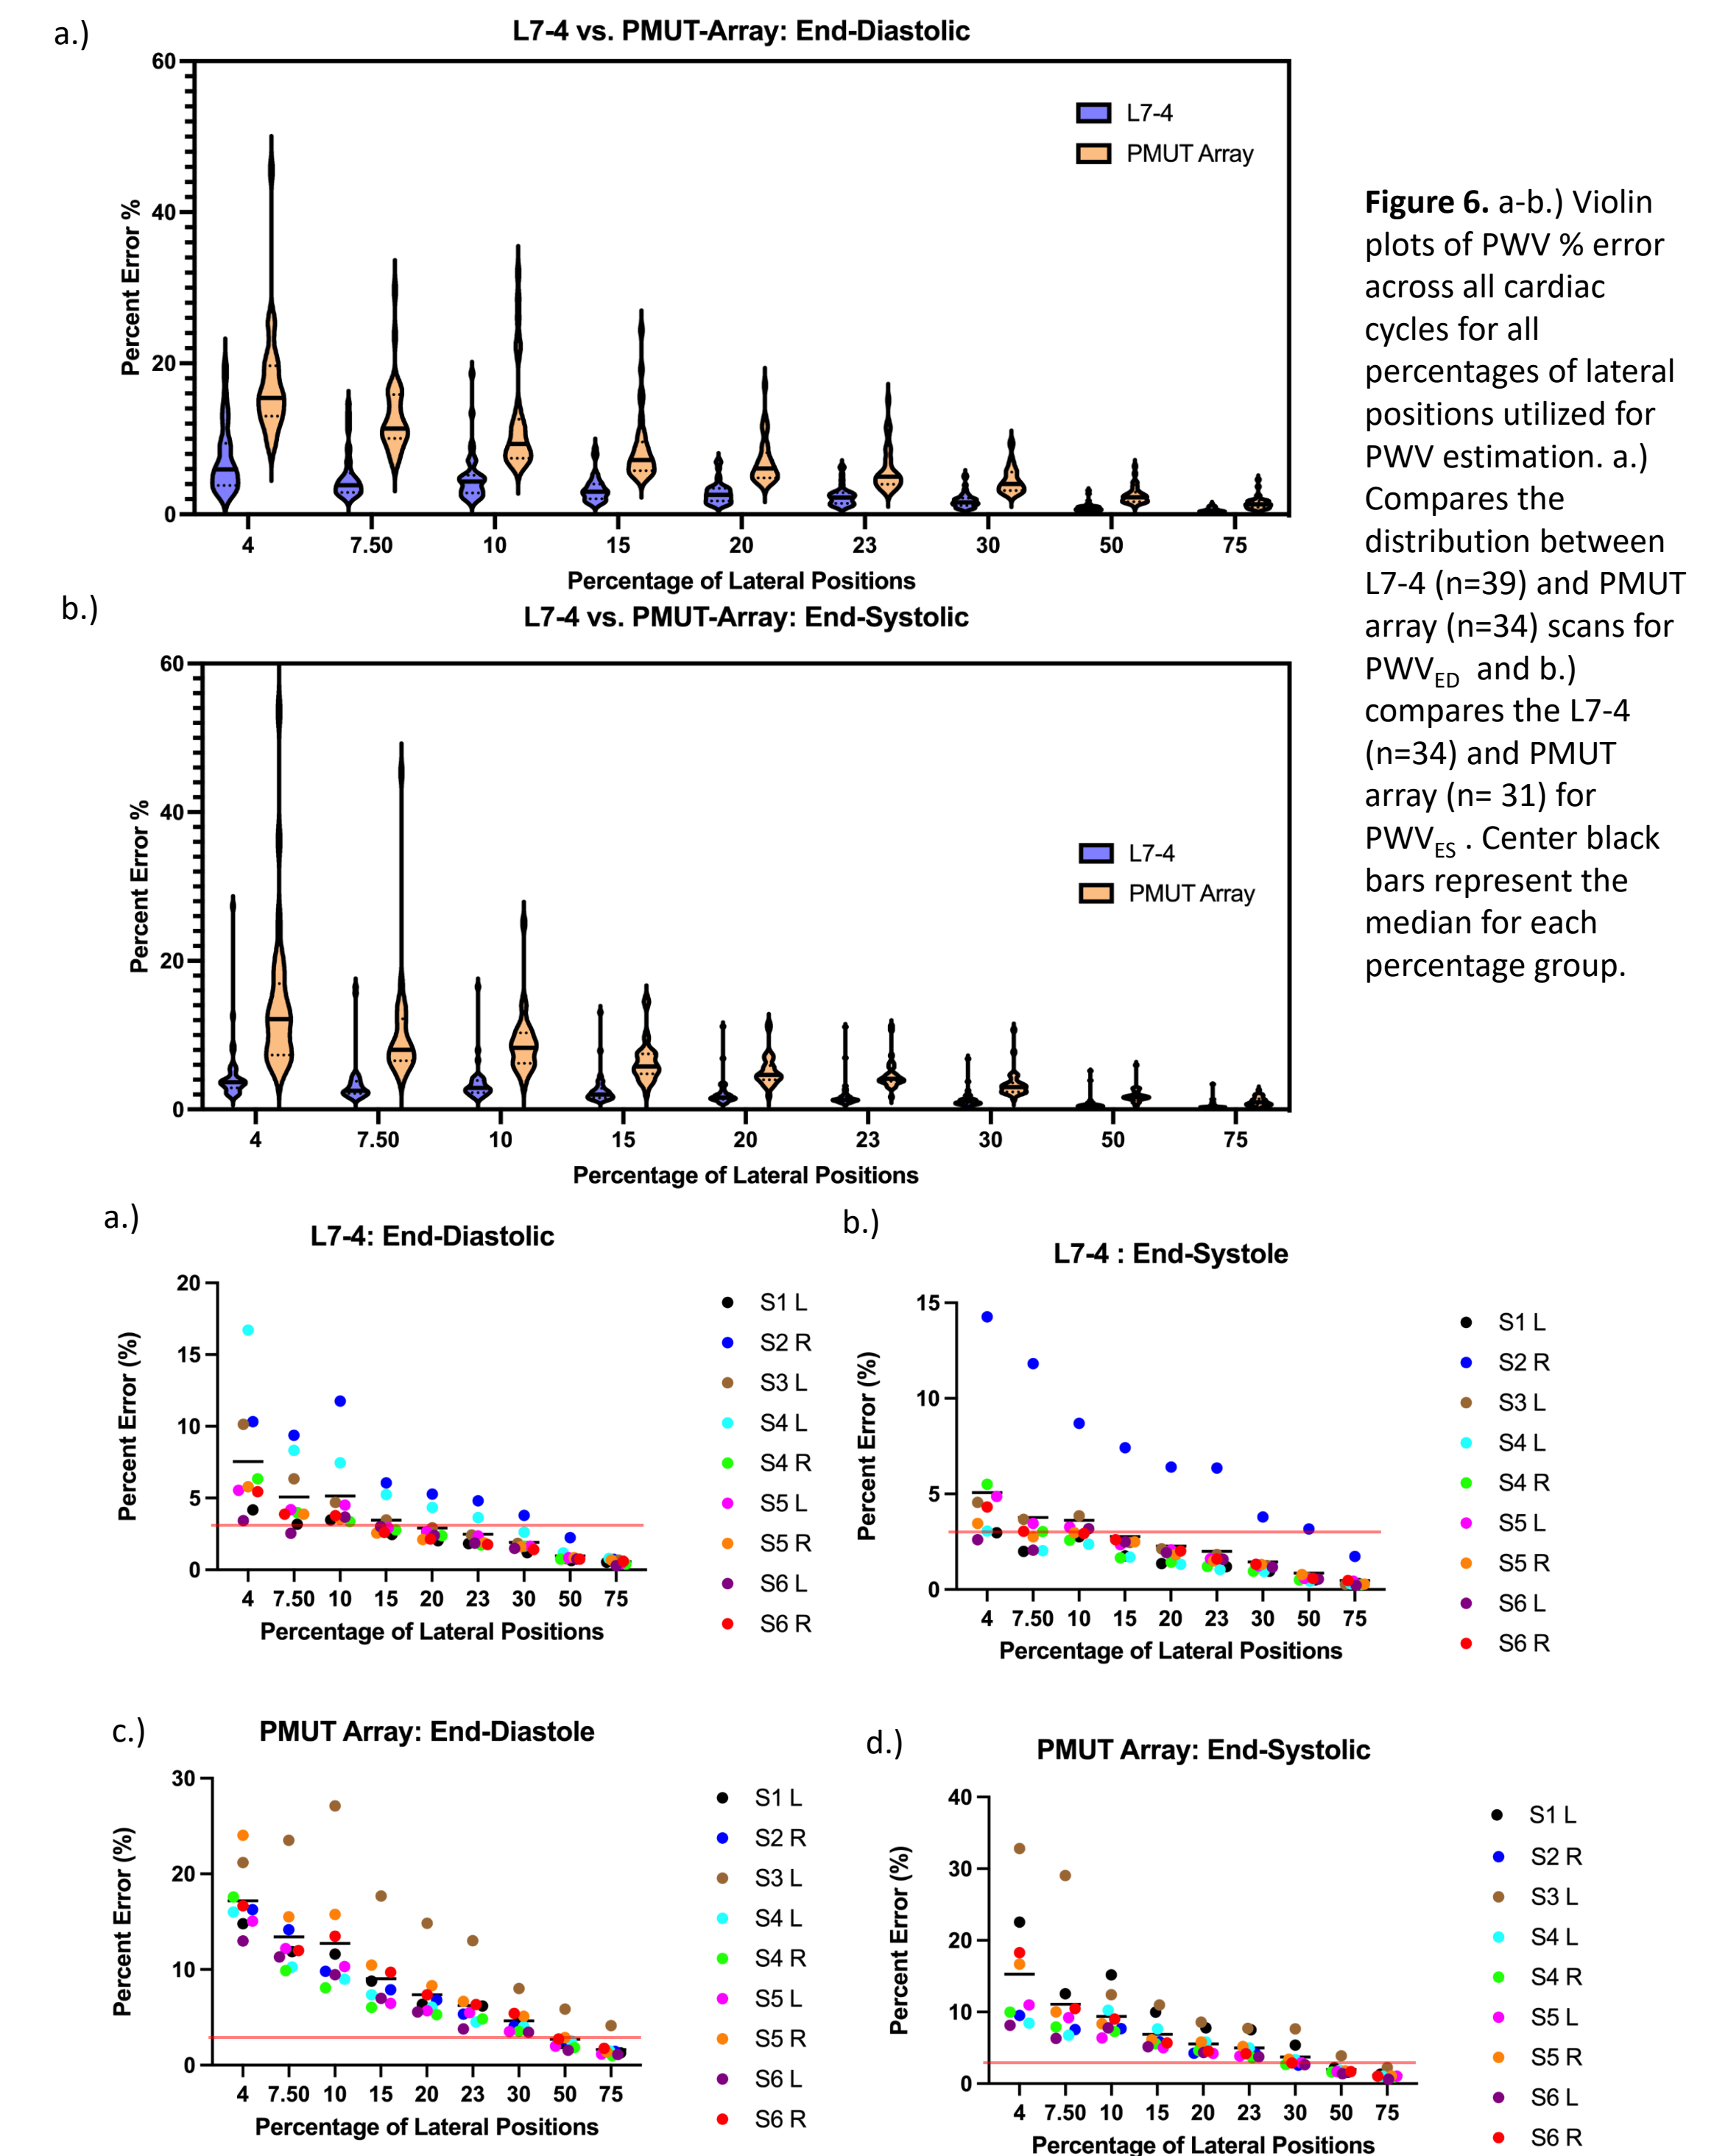 a.)
L7-4 vs. PMUT-Array: End-Diastolic
60
40
20
0
Percent Error %
L7-4
PMUT Array
4 7.50 10 15 20 23 30 50 75
Percentage of Lateral Positions
b.)
L7-4 vs. PMUT-Array: End-Systolic
60
40
20
0
Percent Error %
L7-4
PMUT Array
4 7.50 10 15 20 23 30 50 75
Percentage of Lateral Positions
Figure 6. a-b.) Violin
plots of PWV % error
across all cardiac
cycles for all
percentages of lateral
positions utilized for
PWV estimation. a.)
Compares the
distribution between
L7-4 (n=39) and PMUT
array (n=34) scans for
PWVED and b.)
compares the L7-4
(n=34) and PMUT
array (n= 31) for
PWVES . Center black
bars represent the
median for each
percentage group.
a.)
L7-4: End-Diastolic
20
15
10
5
0
Percent Error (%)
4 7.50 10 15 20 23 30 50 75
Percentage of Lateral Positions
S1 L
S2 R
S3 L
S4 L
S4 R
S5 L
S5 R
S6 L
S6 R
b.)
L7-4 : End-Systole
15
10
5
0
Percent Error (%)
4 7.50 10 15 20 23 30 50 75
Percentage of Lateral Positions
S1 L
S2 R
S3 L
S4 L
S4 R
S5 L
S5 R
S6 L
S6 R
c.)
PMUT Array: End-Diastole
30
20
10
0
Percent Error (%)
4 7.50 10 15 20 23 30 50 75
Percentage of Lateral Positions
S1 L
S2 R
S3 L
S4 L
S4 R
S5 L
S5 R
S6 L
S6 R
d.)
PMUT Array: End-Systolic
40
30
20
10
0
Percent Error (%)
4 7.50 10 15 20 23 30 50 75
Percentage of Lateral Positions
S1 L
S2 R
S3 L
S4 L
S4 R
S5 L
S5 R
S6 L
S6 R